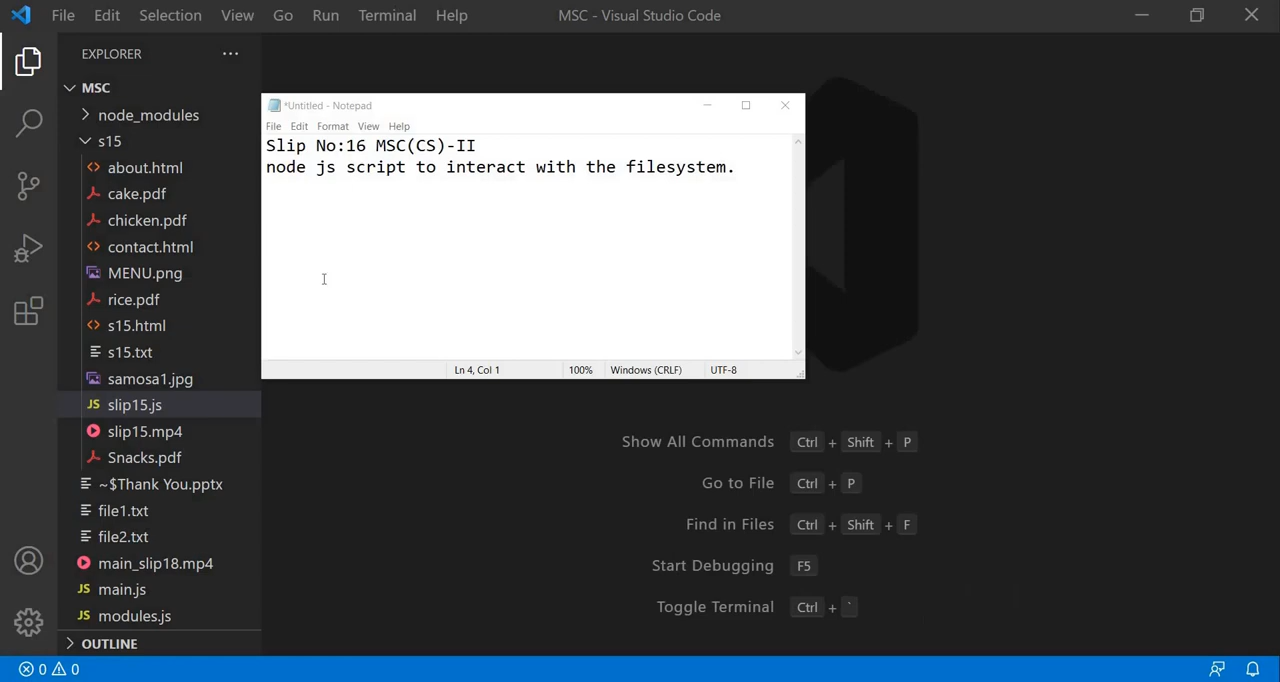 File Edit Selection View Go Run Terminal Help
MSC - Visual Studio Code
EXPLORER
MSC
node_modules
s15
about.html
cake.pdf
chicken.pdf
contact.html
MENU.png
rice.pdf
s15.html
s15.txt
samosa1.jpg
JS slip15.js
slip15.mp4
Snacks.pdf
~$Thank You.pptx
file1.txt
file2.txt
main_slip18.mp4
JS main.js
JS modules.js
OUTLINE
*Untitled - Notepad
File Edit Format View Help
Slip No:16 MSC(CS)-II
node js script to interact with the filesystem.
Ln 4, Col 1 100% Windows (CRLF) UTF-8
Show All Commands Ctrl + Shift + P
Go to File Ctrl + P
Find in Files Ctrl + Shift + F
Start Debugging F5
Toggle Terminal Ctrl + `
0 0